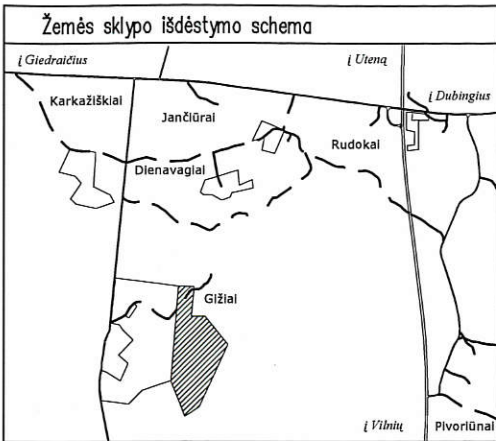 Žemės sklypo išdėstymo schema
į Giedraičius
į Uteną
į Dubingius
Karkažiškiai
Jančiūrai
Rudokai
Dienavagiai
Gižiai
į Vilnių
Pivoriūnai